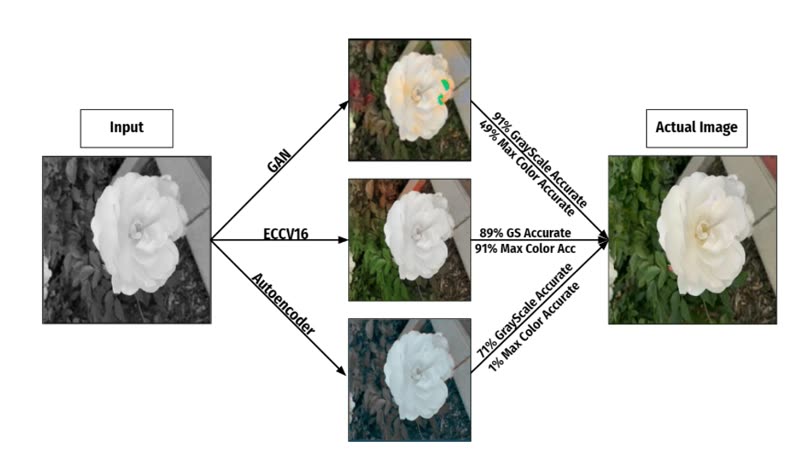 Input
Actual Image
GAN
91% GrayScale Accurate
49% Max Color Accurate
ECCV16
89% GS Accurate
91% Max Color Acc
Autoencoder
71% GrayScale Accurate
1% Max Color Accurate